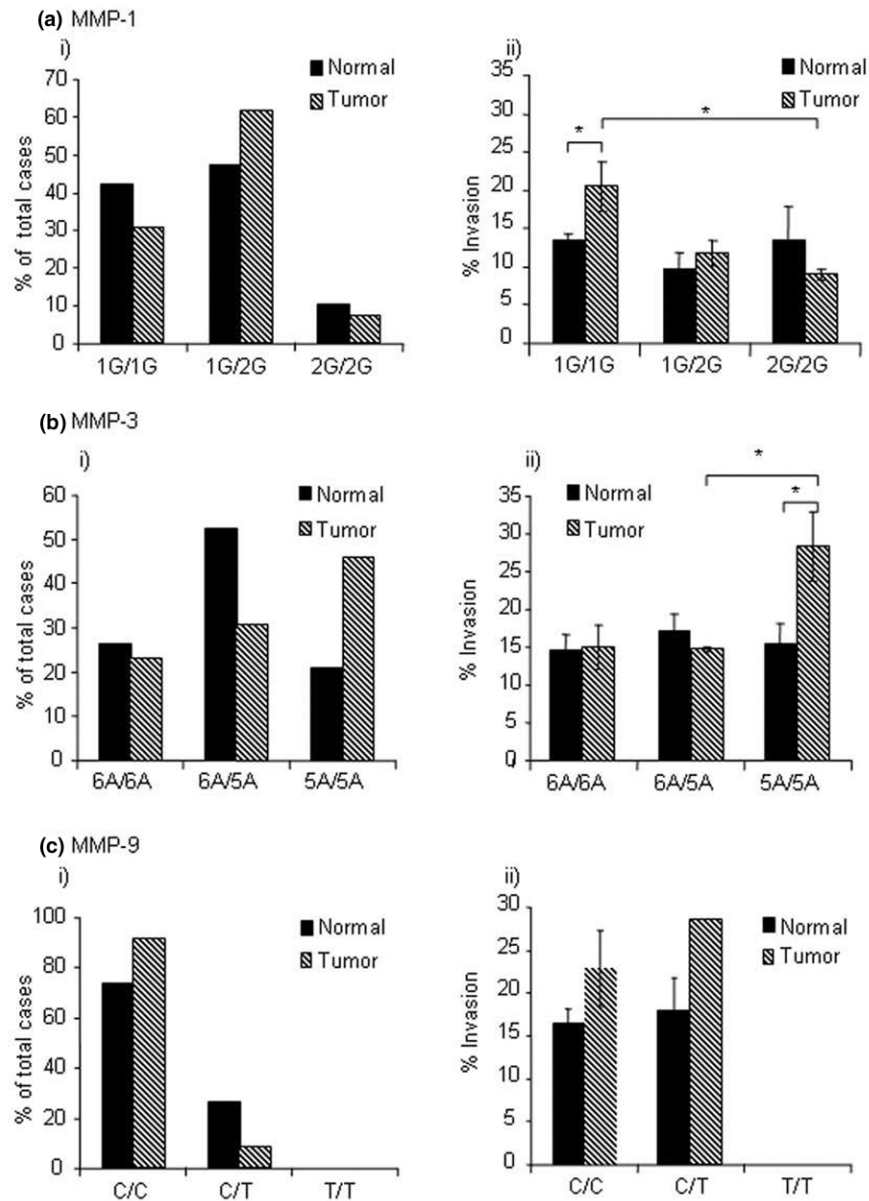 (a) MMP-1
i)
Normal
Tumor
70
60
50
40
30
20
10
0
% of total cases
1G/1G 1G/2G 2G/2G
ii)
Normal
Tumor
35
30
25
20
15
10
5
0
% Invasion
* *
1G/1G 1G/2G 2G/2G
(b) MMP-3
i)
Normal
Tumor
60
50
40
30
20
10
0
% of total cases
6A/6A 6A/5A 5A/5A
ii)
Normal
Tumor
* *
35
30
25
20
15
10
5
0
% Invasion
6A/6A 6A/5A 5A/5A
(c) MMP-9
i)
Normal
Tumor
100
80
60
40
20
0
% of total cases
C/C C/T T/T
ii)
Normal
Tumor
30
25
20
15
10
5
0
% Invasion
C/C C/T T/T